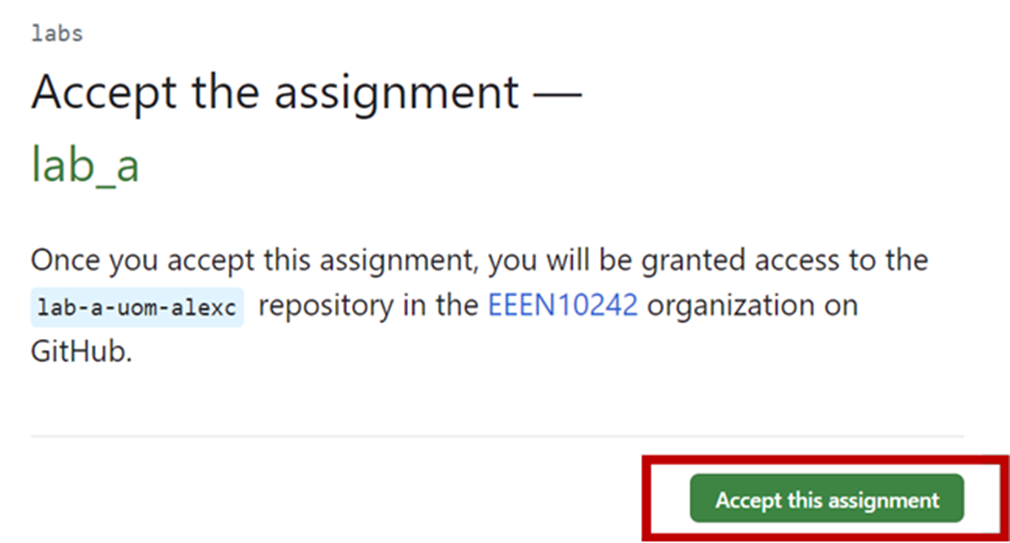 labs
Accept the assignment —
lab_a
Once you accept this assignment, you will be granted access to the
lab-a-uom-alexc repository in the EEEN10242 organization on
GitHub.
Accept this assignment